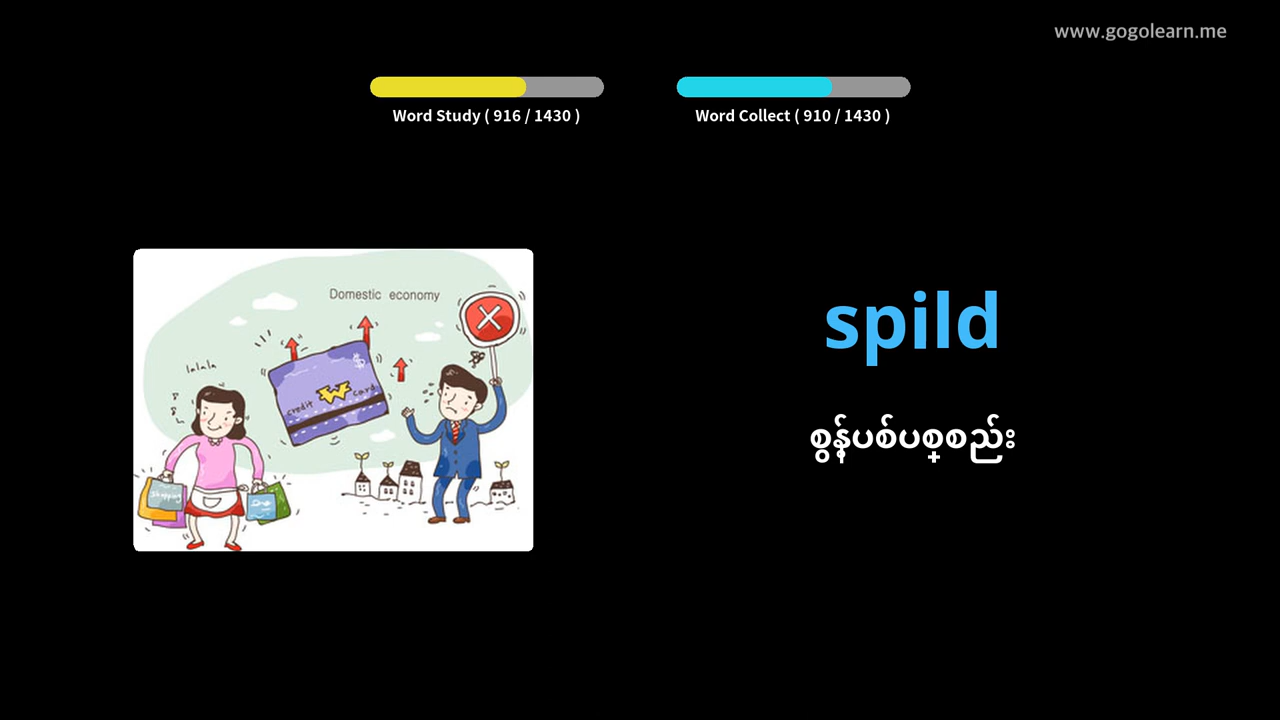 www.gogolearn.me
Word Study ( 916 / 1430 )
Word Collect ( 910 / 1430 )
Domestic economy
lalala
$
W
credit card
Shopping
spild
စွန့်ပစ်ပစ္စည်း